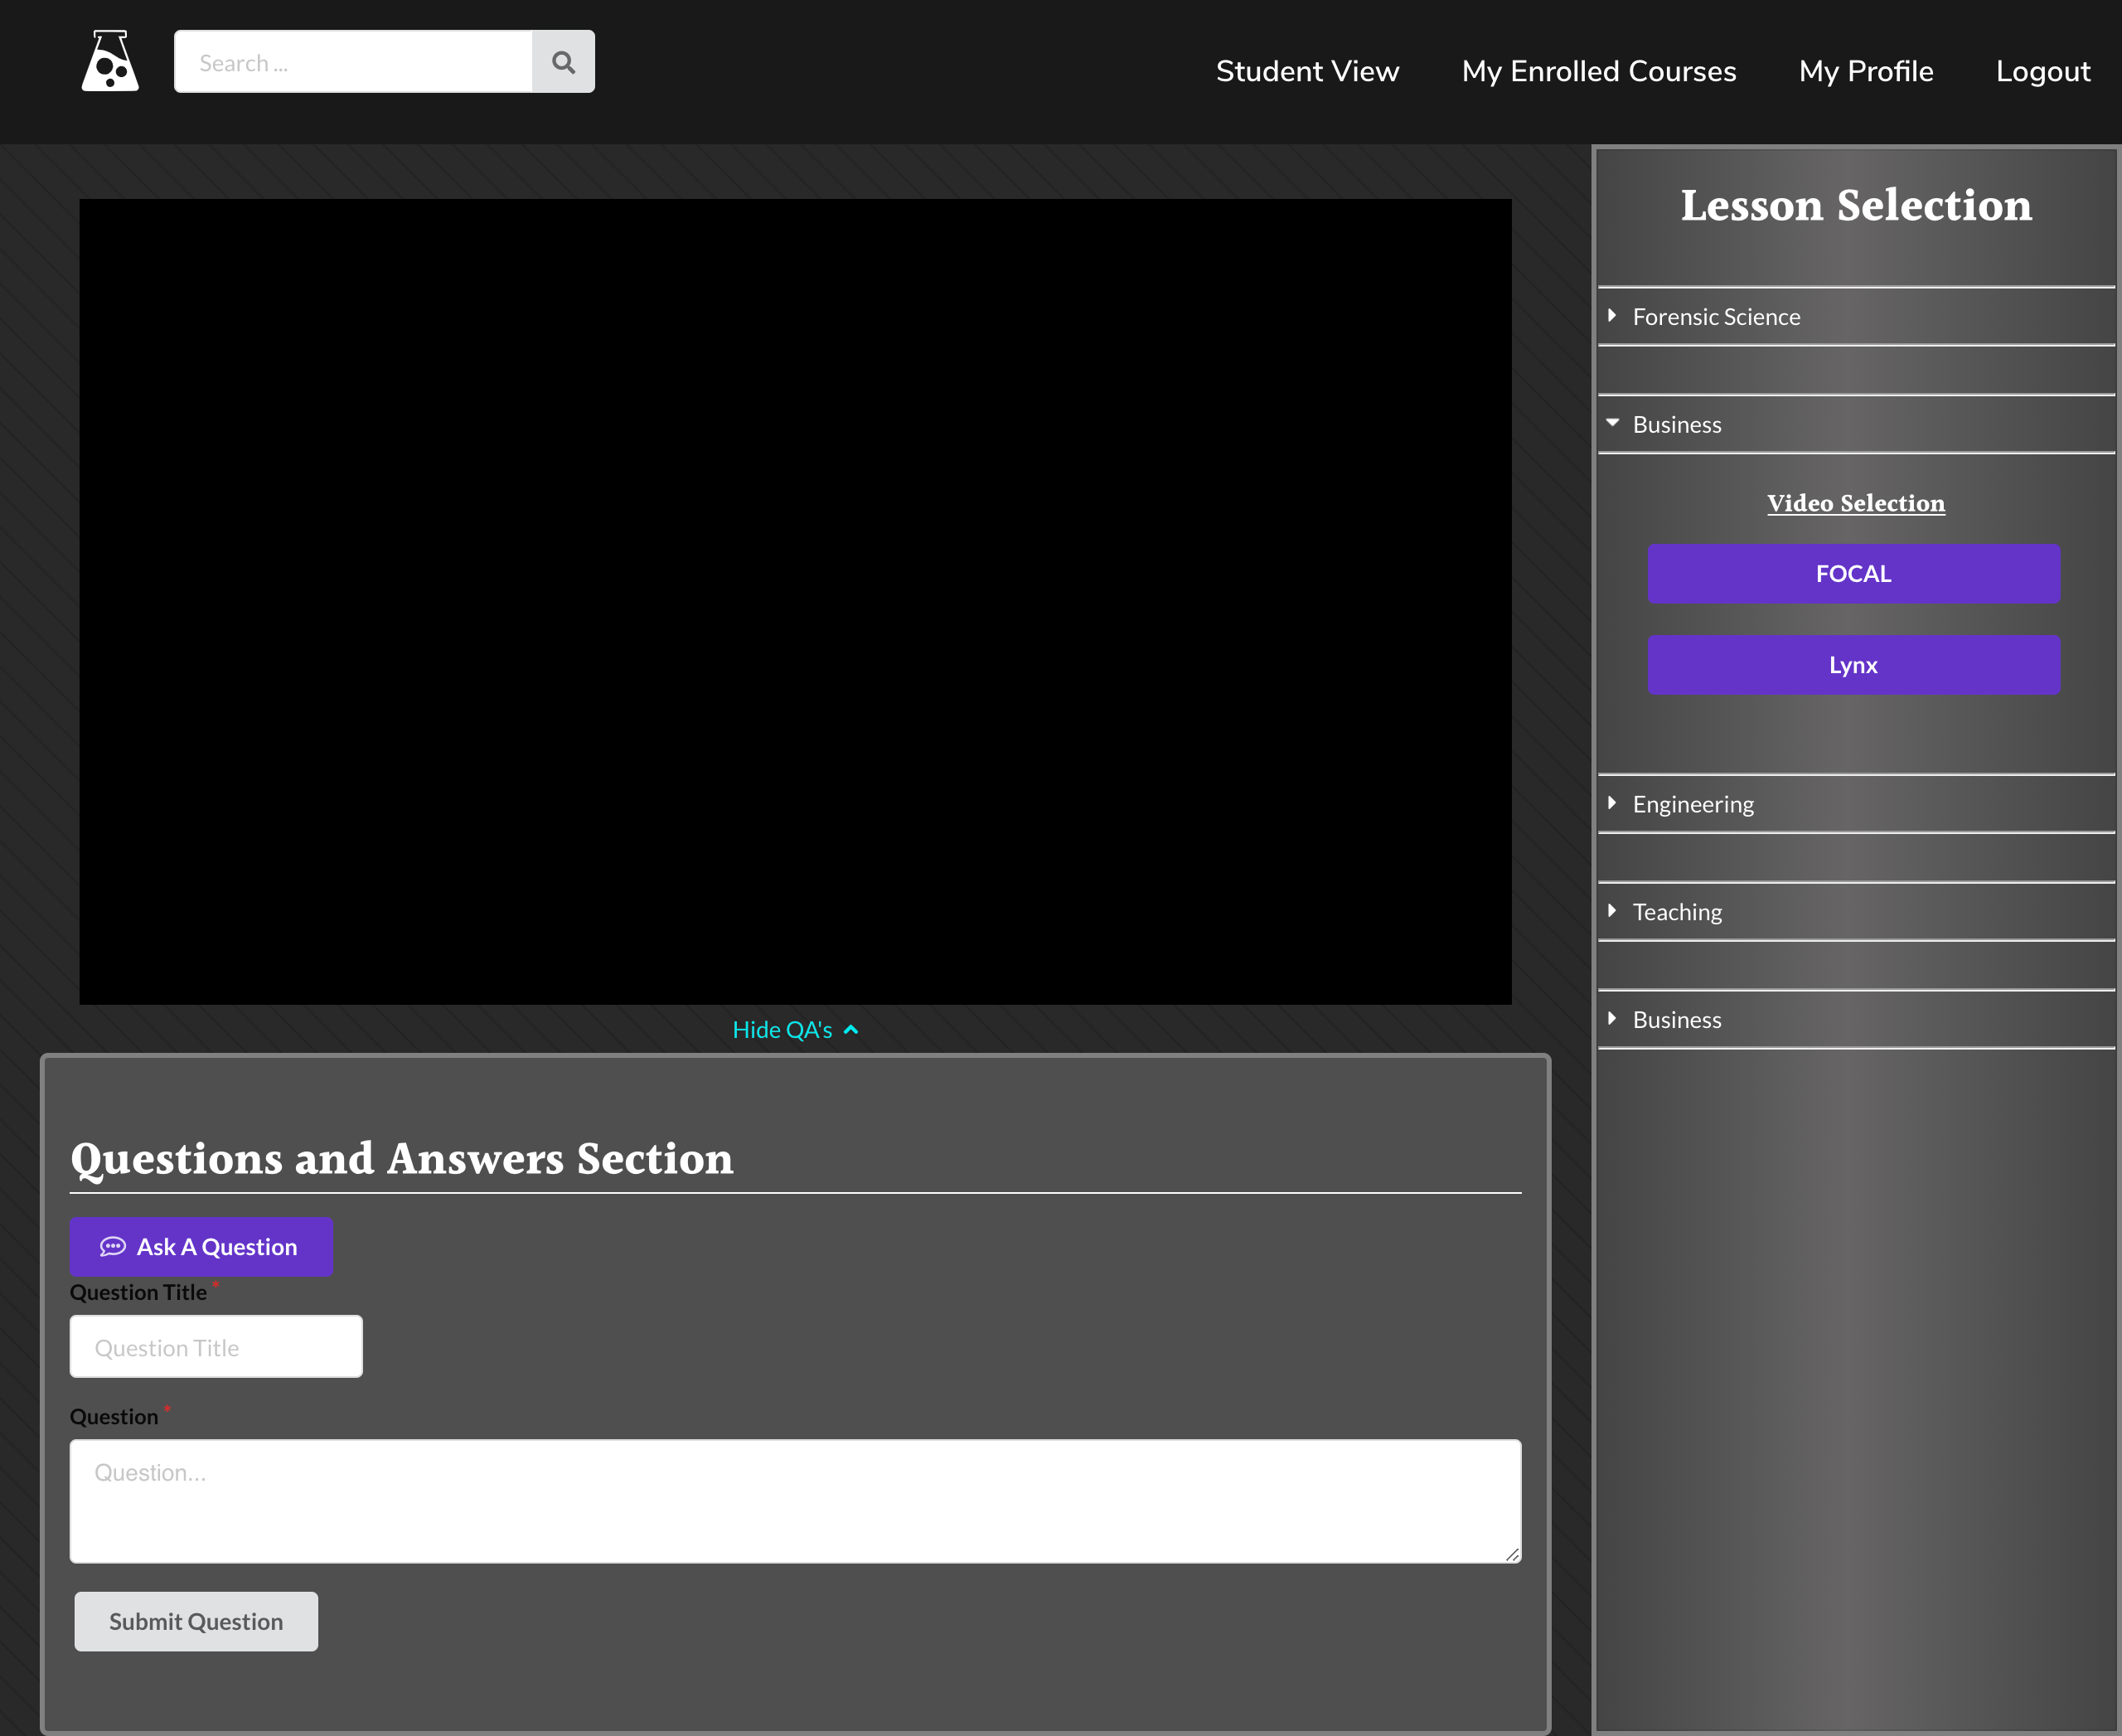 Search ...
Student View
My Enrolled Courses
My Profile
Logout
Lesson Selection
Forensic Science
Business
Video Selection
FOCAL
Lynx
Engineering
Teaching
Business
Hide QA's
Questions and Answers Section
Ask A Question
Question Title *
Question Title
Question *
Question...
Submit Question